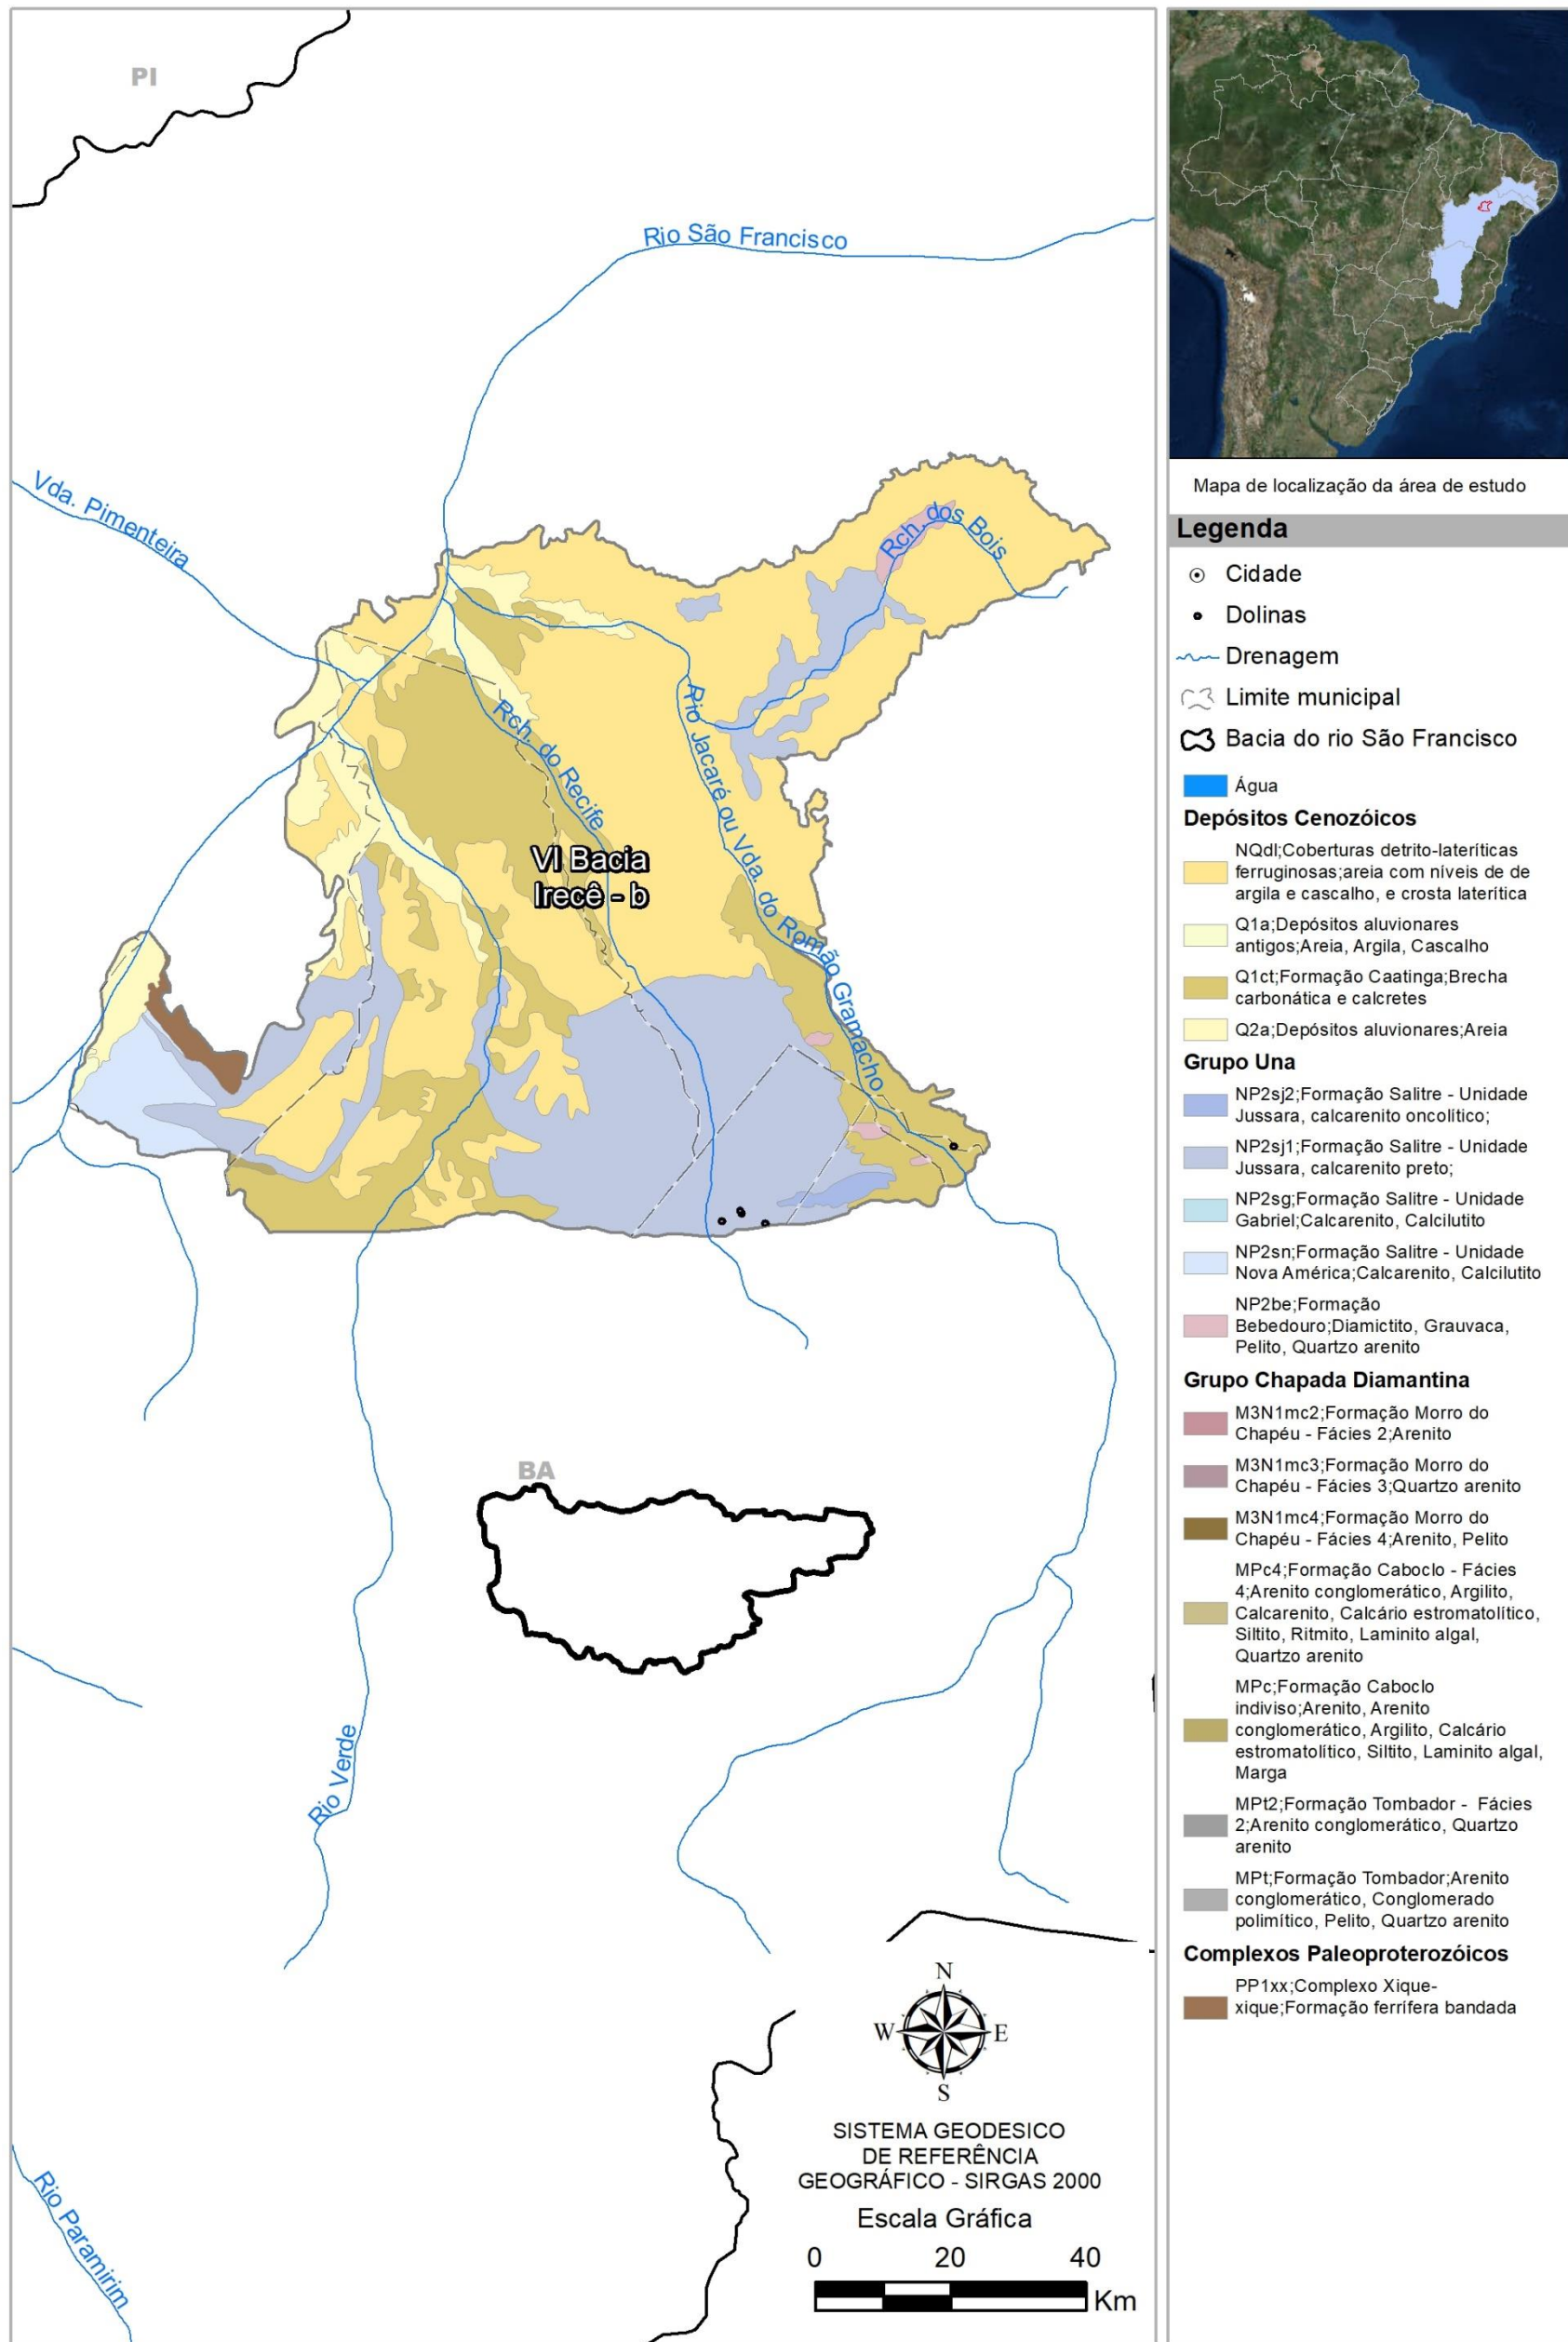 PI
Rio São Francisco
Vda. Pimenteira
Rch. dos Bois
Rch. do Recife
Rio Jacaré ou Vda. do Romão Gramacho
VI Bacia
Irecê - b
BA
Rio Verde
Rio Paramirim
N
W
E
S
SISTEMA GEODESICO
DE REFERÊNCIA
GEOGRÁFICO - SIRGAS 2000
Escala Gráfica
0 20 40
Km
Mapa de localização da área de estudo
Legenda
Cidade
Dolinas
Drenagem
Limite municipal
Bacia do rio São Francisco
Água
Depósitos Cenozóicos
NQdl;Coberturas detrito-lateríticas
ferruginosas;areia com níveis de de
argila e cascalho, e crosta laterítica
Q1a;Depósitos aluvionares
antigos;Areia, Argila, Cascalho
Q1ct;Formação Caatinga;Brecha
carbonática e calcretes
Q2a;Depósitos aluvionares;Areia
Grupo Una
NP2sj2;Formação Salitre - Unidade
Jussara, calcarenito oncolítico;
NP2sj1;Formação Salitre - Unidade
Jussara, calcarenito preto;
NP2sg;Formação Salitre - Unidade
Gabriel;Calcarenito, Calcilutito
NP2sn;Formação Salitre - Unidade
Nova América;Calcarenito, Calcilutito
NP2be;Formação
Bebedouro;Diamictito, Grauvaca,
Pelito, Quartzo arenito
Grupo Chapada Diamantina
M3N1mc2;Formação Morro do
Chapéu - Fácies 2;Arenito
M3N1mc3;Formação Morro do
Chapéu - Fácies 3;Quartzo arenito
M3N1mc4;Formação Morro do
Chapéu - Fácies 4;Arenito, Pelito
MPc4;Formação Caboclo - Fácies
4;Arenito conglomerático, Argilito,
Calcarenito, Calcário estromatolítico,
Siltito, Ritmito, Laminito algal,
Quartzo arenito
MPc;Formação Caboclo
indiviso;Arenito, Arenito
conglomerático, Argilito, Calcário
estromatolítico, Siltito, Laminito algal,
Marga
MPt2;Formação Tombador - Fácies
2;Arenito conglomerático, Quartzo
arenito
MPt;Formação Tombador;Arenito
conglomerático, Conglomerado
polimítico, Pelito, Quartzo arenito
Complexos Paleoproterozóicos
PP1xx;Complexo Xique-
xique;Formação ferrífera bandada